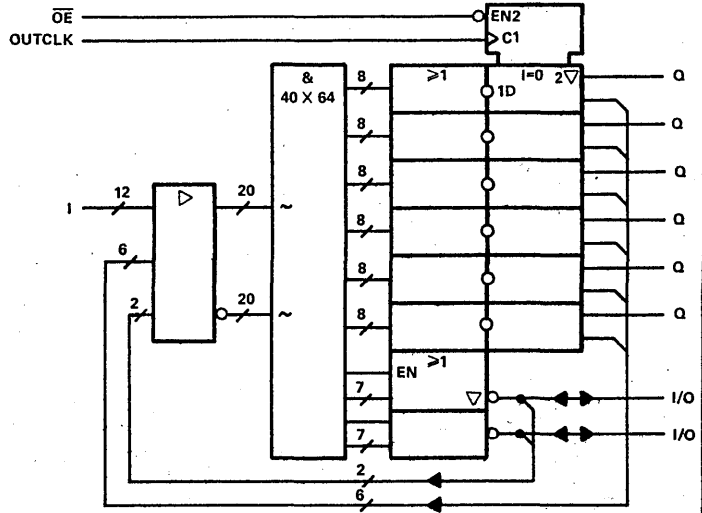 OE
EN2
OUTCLK
C1
&
40 X 64
8
≥1
I=0
2▽
Q
1D
8
Q
8
Q
I
12
▷
20
~
8
Q
6
8
Q
2
20
~
8
Q
≥1
EN
7
▽
I/O
7
I/O
2
6